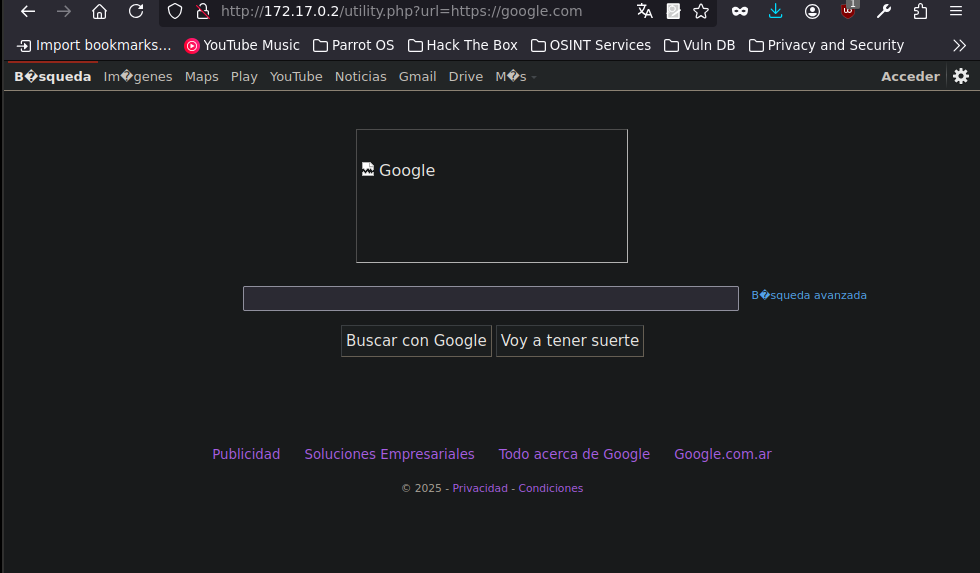 http://172.17.0.2/utility.php?url=https://google.com 1
Import bookmarks... YouTube Music Parrot OS Hack The Box OSINT Services Vuln DB Privacy and Security
B�squeda Im�genes Maps Play YouTube Noticias Gmail Drive M�s Acceder
Google
B�squeda avanzada
Buscar con Google Voy a tener suerte
Publicidad Soluciones Empresariales Todo acerca de Google Google.com.ar
© 2025 - Privacidad - Condiciones